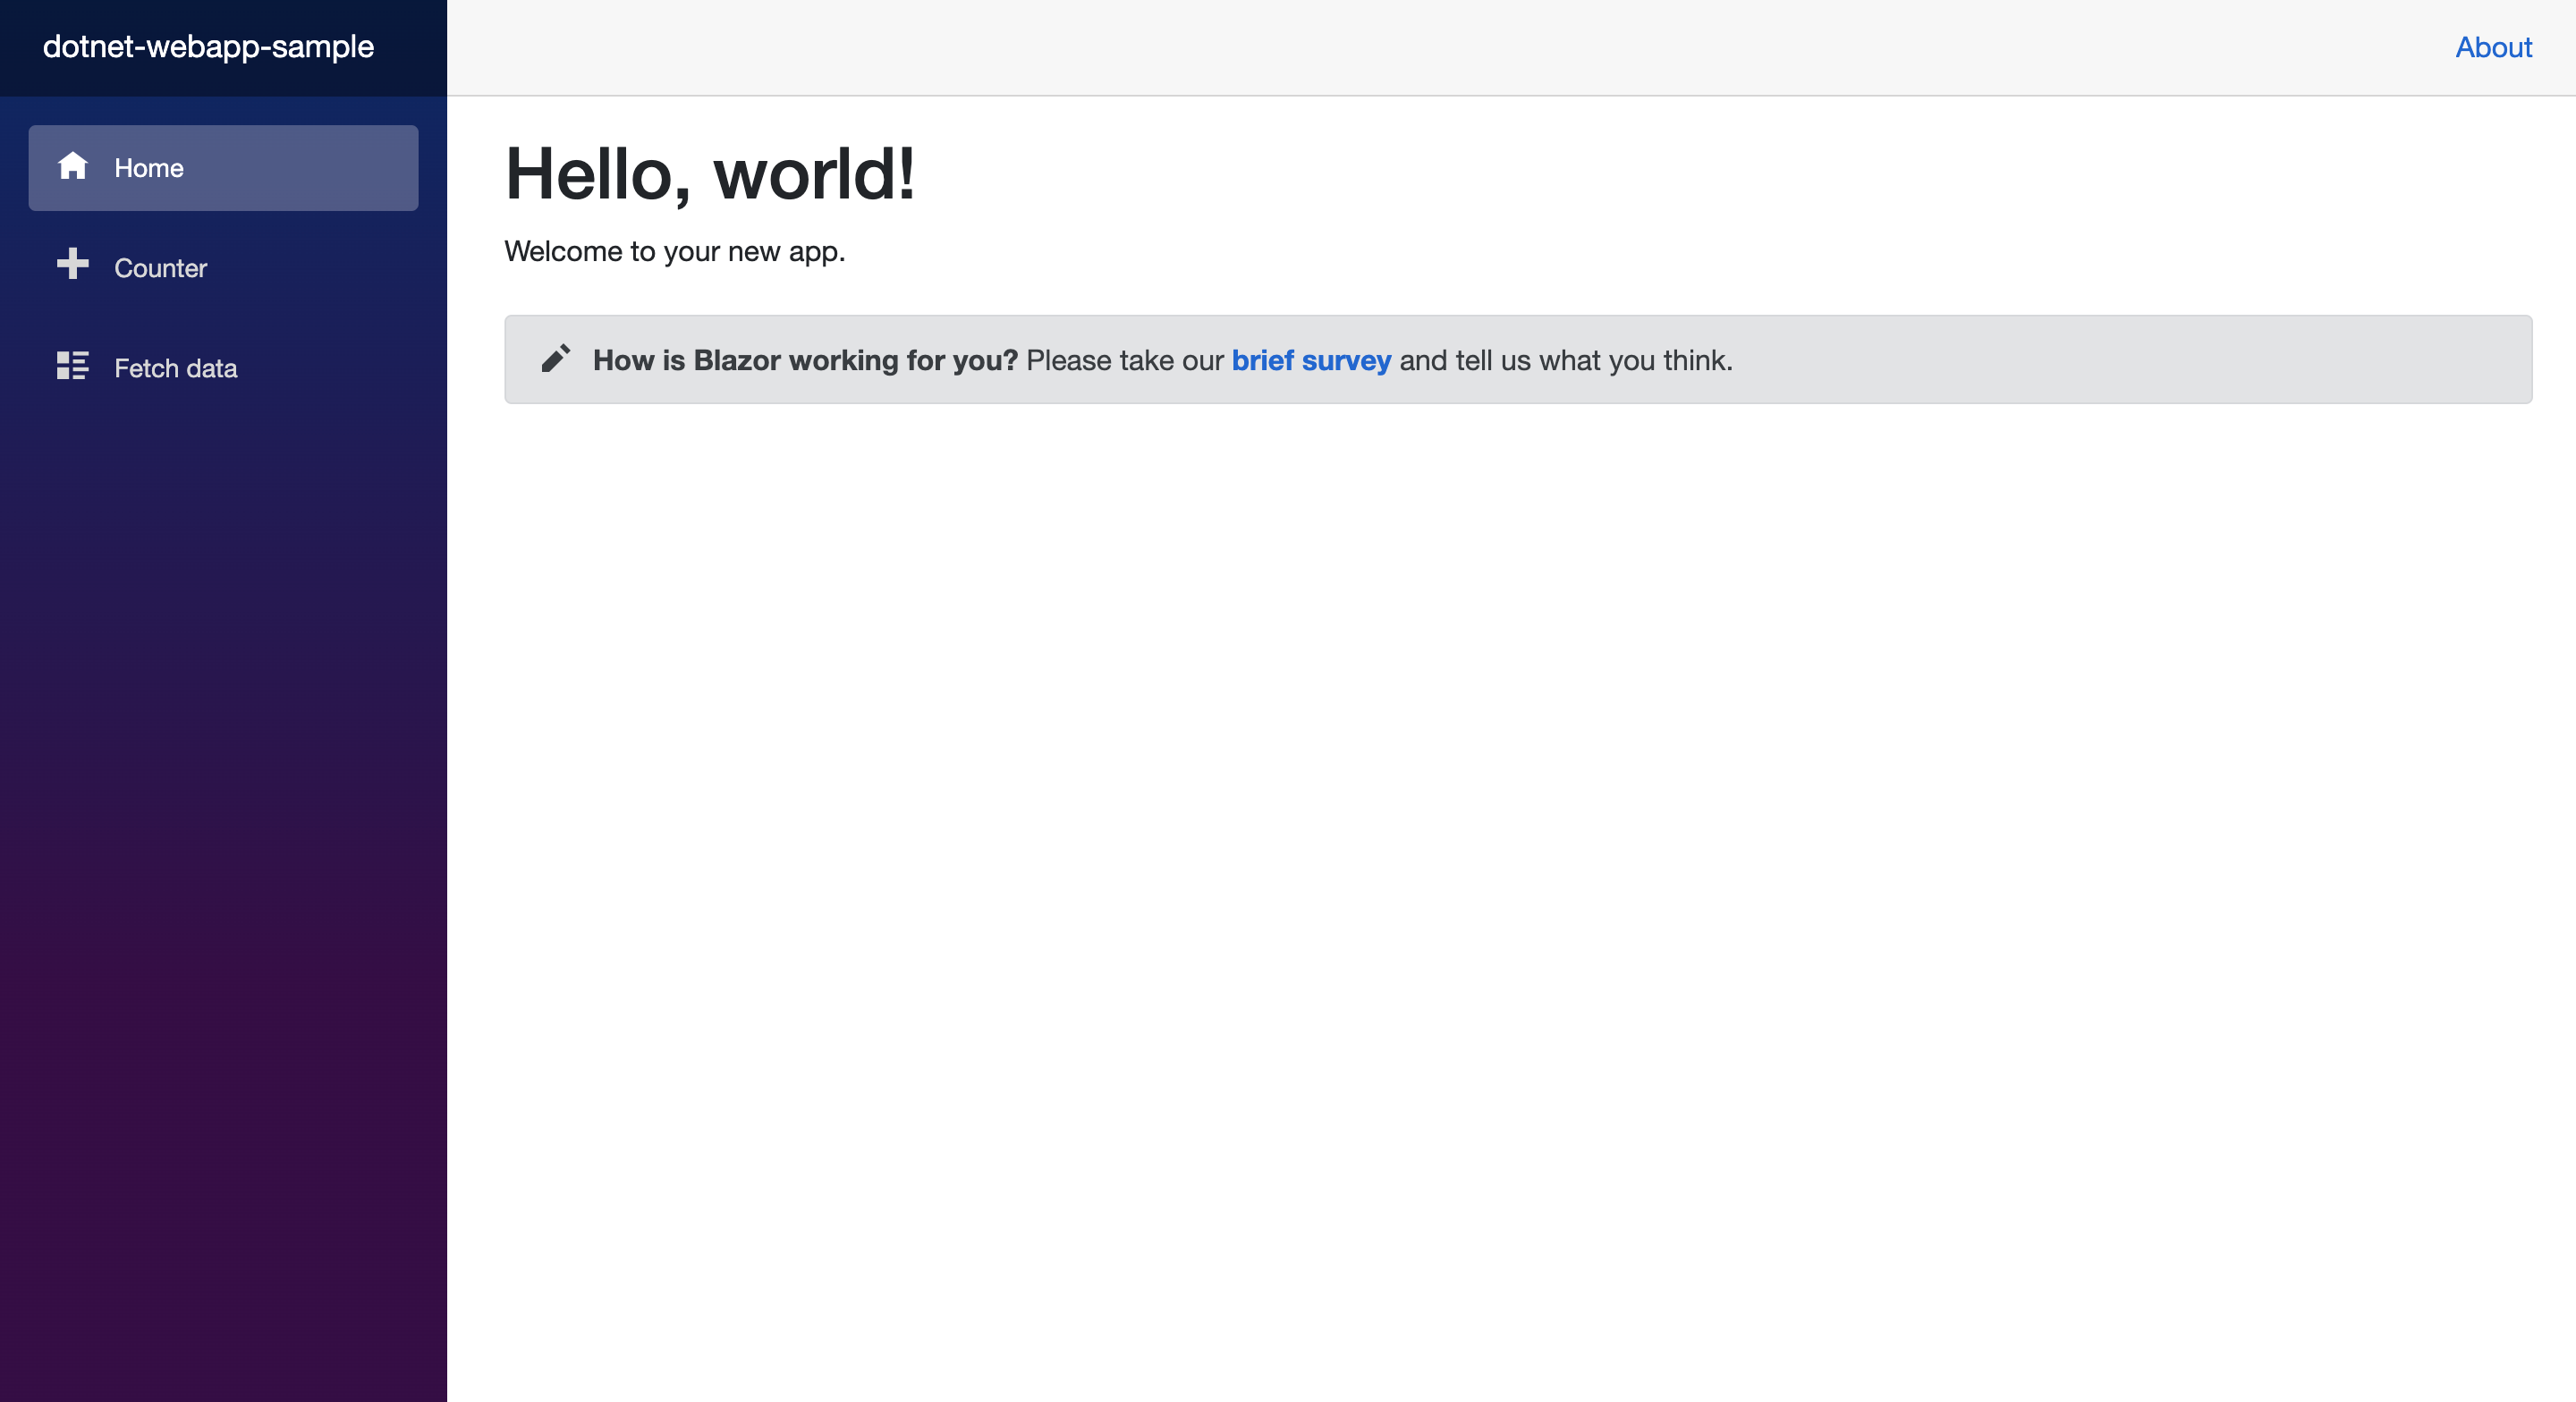 dotnet-webapp-sample
About
Home
Counter
Fetch data
Hello, world!
Welcome to your new app.
How is Blazor working for you? Please take our brief survey and tell us what you think.